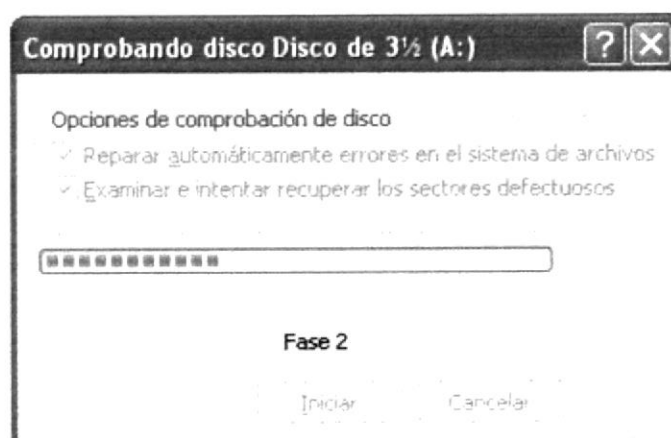 Comprobando disco Disco de 3½ (A:)
Opciones de comprobación de disco
Reparar automáticamente errores en el sistema de archivos
Examinar e intentar recuperar los sectores defectuosos
Fase 2
Iniciar Cancelar